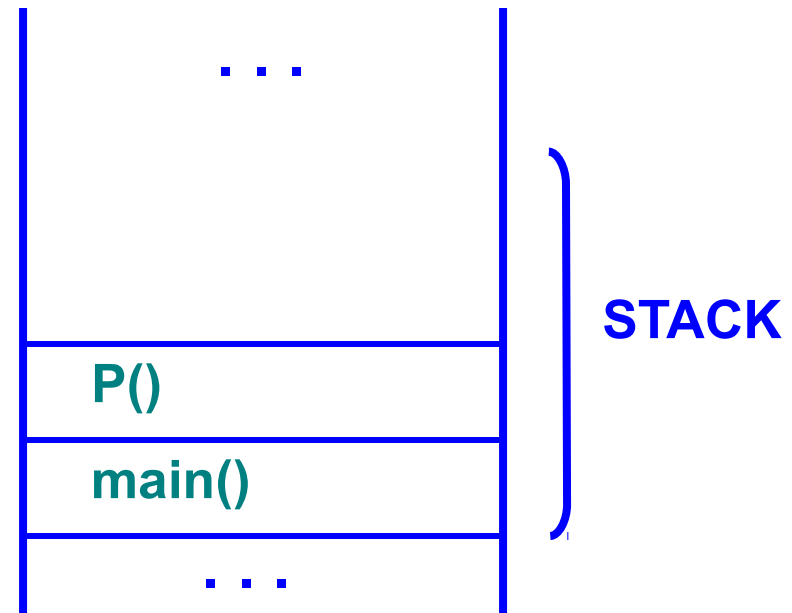 . . .
STACK
P()
main()
. . .